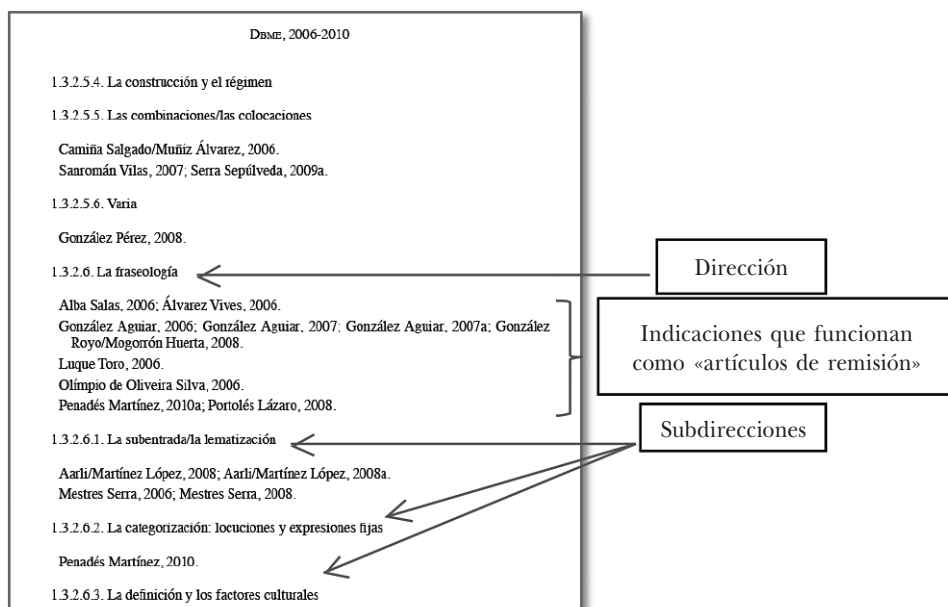 DBME, 2006-2010
1.3.2.5.4. La construcción y el régimen
1.3.2.5.5. Las combinaciones/las colocaciones
Camiña Salgado/Muñiz Álvarez, 2006.
Sanromán Vilas, 2007; Serra Sepúlveda, 2009a.
1.3.2.5.6. Varia
González Pérez, 2008.
1.3.2.6. La fraseología
Alba Salas, 2006; Álvarez Vives, 2006.
González Aguiar, 2006; González Aguiar, 2007; González Aguiar, 2007a; González
Royo/Mogorrón Huerta, 2008.
Luque Toro, 2006.
Olímpio de Oliveira Silva, 2006.
Penadés Martínez, 2010a; Portolés Lázaro, 2008.
1.3.2.6.1. La subentrada/la lematización
Aarli/Martínez López, 2008; Aarli/Martínez López, 2008a.
Mestres Serra, 2006; Mestres Serra, 2008.
1.3.2.6.2. La categorización: locuciones y expresiones fijas
Penadés Martínez, 2010.
1.3.2.6.3. La definición y los factores culturales
Dirección
Indicaciones que funcionan
como «artículos de remisión»
Subdirecciones